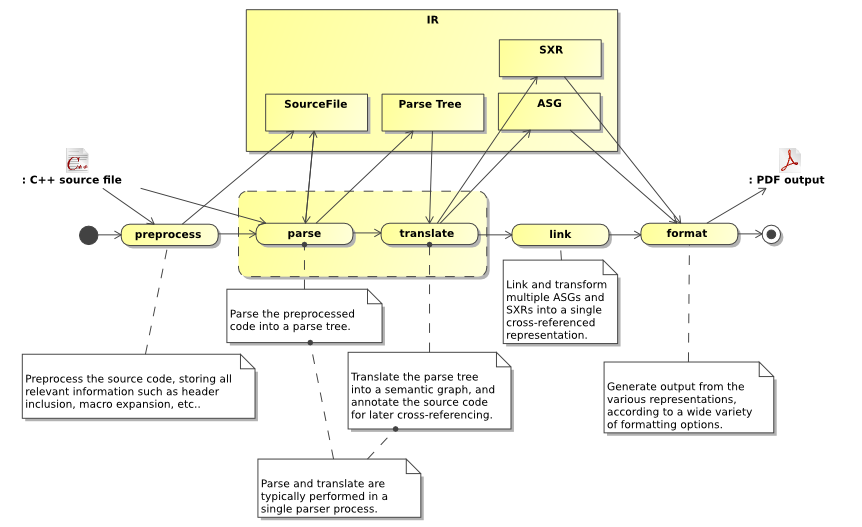 IR
SXR
SourceFile
Parse Tree
ASG
C++
: C++ source file
: PDF output
preprocess
parse
translate
link
format
Link and transform
multiple ASGs and
SXRs into a single
cross-referenced
representation.
Parse the preprocessed
code into a parse tree.
Preprocess the source code, storing all
relevant information such as header
inclusion, macro expansion, etc..
Translate the parse tree
into a semantic graph, and
annotate the source code
for later cross-referencing.
Generate output from the
various representations,
according to a wide variety
of formatting options.
Parse and translate are
typically performed in a
single parser process.